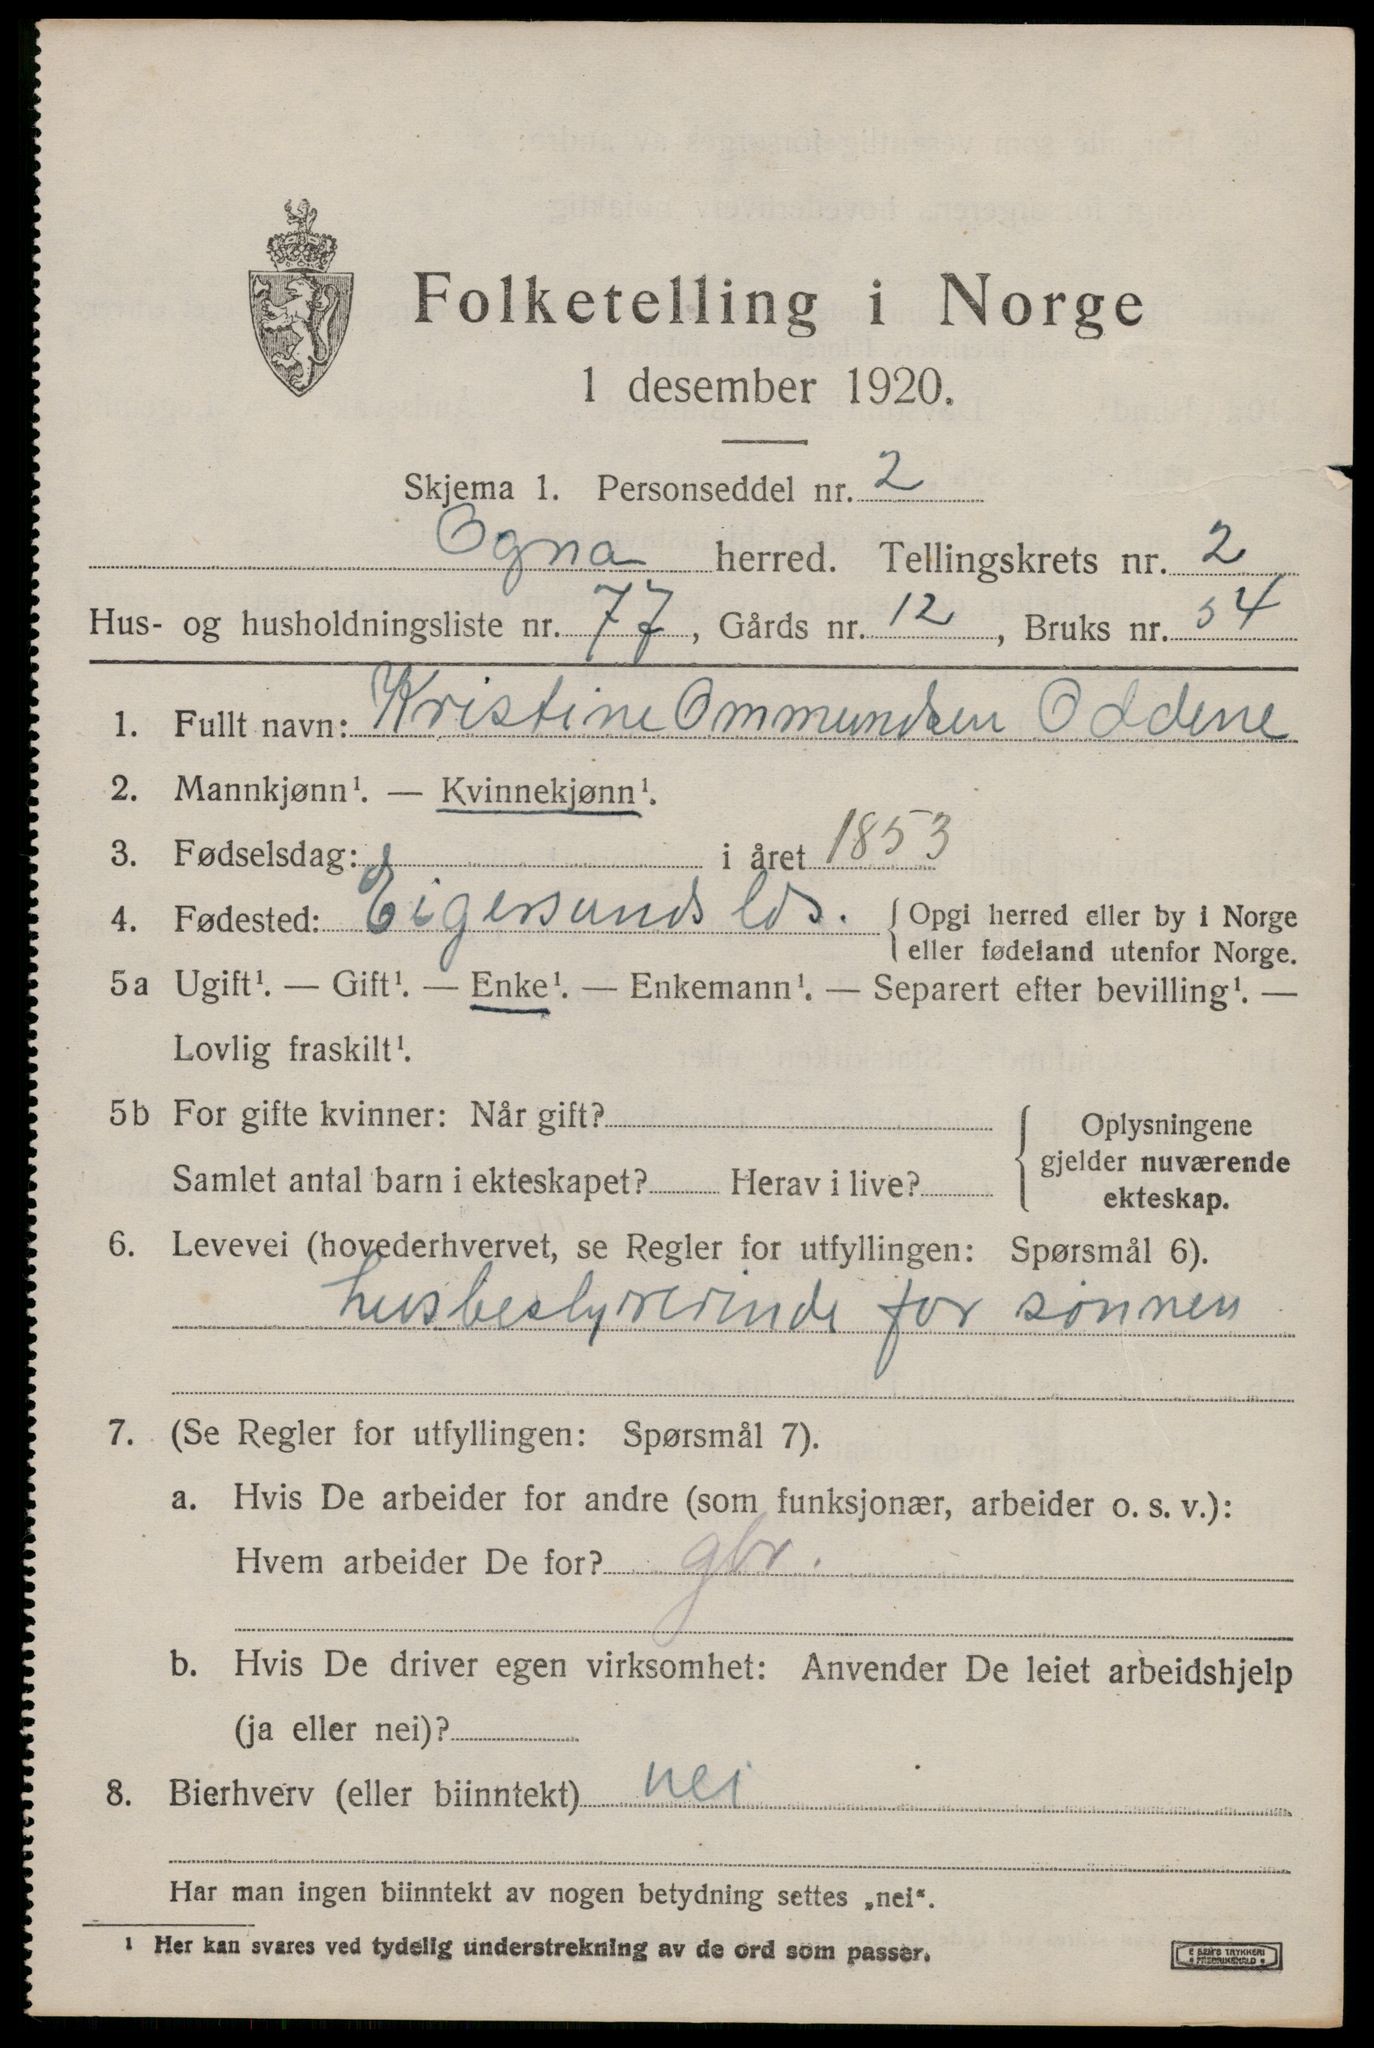 Folketelling i Norge
1 desember 1920.
Skjema 1. Personseddel nr. 2
Ogna herred. Tellingskrets nr. 2
Hus- og husholdningsliste nr. 77, Gårds nr. 12, Bruks nr. 54
1. Fullt navn: Kristine Ommundsen Oddene
2. Mannkjønn¹. — Kvinnekjønn¹.
3. Fødselsdag: i året 1853
4. Fødested: Eigersunds lds. Opgi herred eller by i Norge
eller fødeland utenfor Norge.
5a Ugift¹. — Gift¹. — Enke¹. — Enkemann¹. — Separert efter bevilling¹. —
Lovlig fraskilt¹.
5b For gifte kvinner: Når gift?
Samlet antal barn i ekteskapet? Herav i live?
Oplysningene
gjelder nuværende
ekteskap.
6. Levevei (hovederhvervet, se Regler for utfyllingen: Spørsmål 6).
husbestyrerinde for sønnen
7. (Se Regler for utfyllingen: Spørsmål 7).
a. Hvis De arbeider for andre (som funksjonær, arbeider o. s. v.):
Hvem arbeider De for? gbr.
b. Hvis De driver egen virksomhet: Anvender De leiet arbeidshjelp
(ja eller nei)?
8. Bierhverv (eller biinntekt) nei
Har man ingen biinntekt av nogen betydning settes „nei“.
¹ Her kan svares ved tydelig understrekning av de ord som passer.
E SEM'S TRYKKERI
• FREDRIKSHALD •